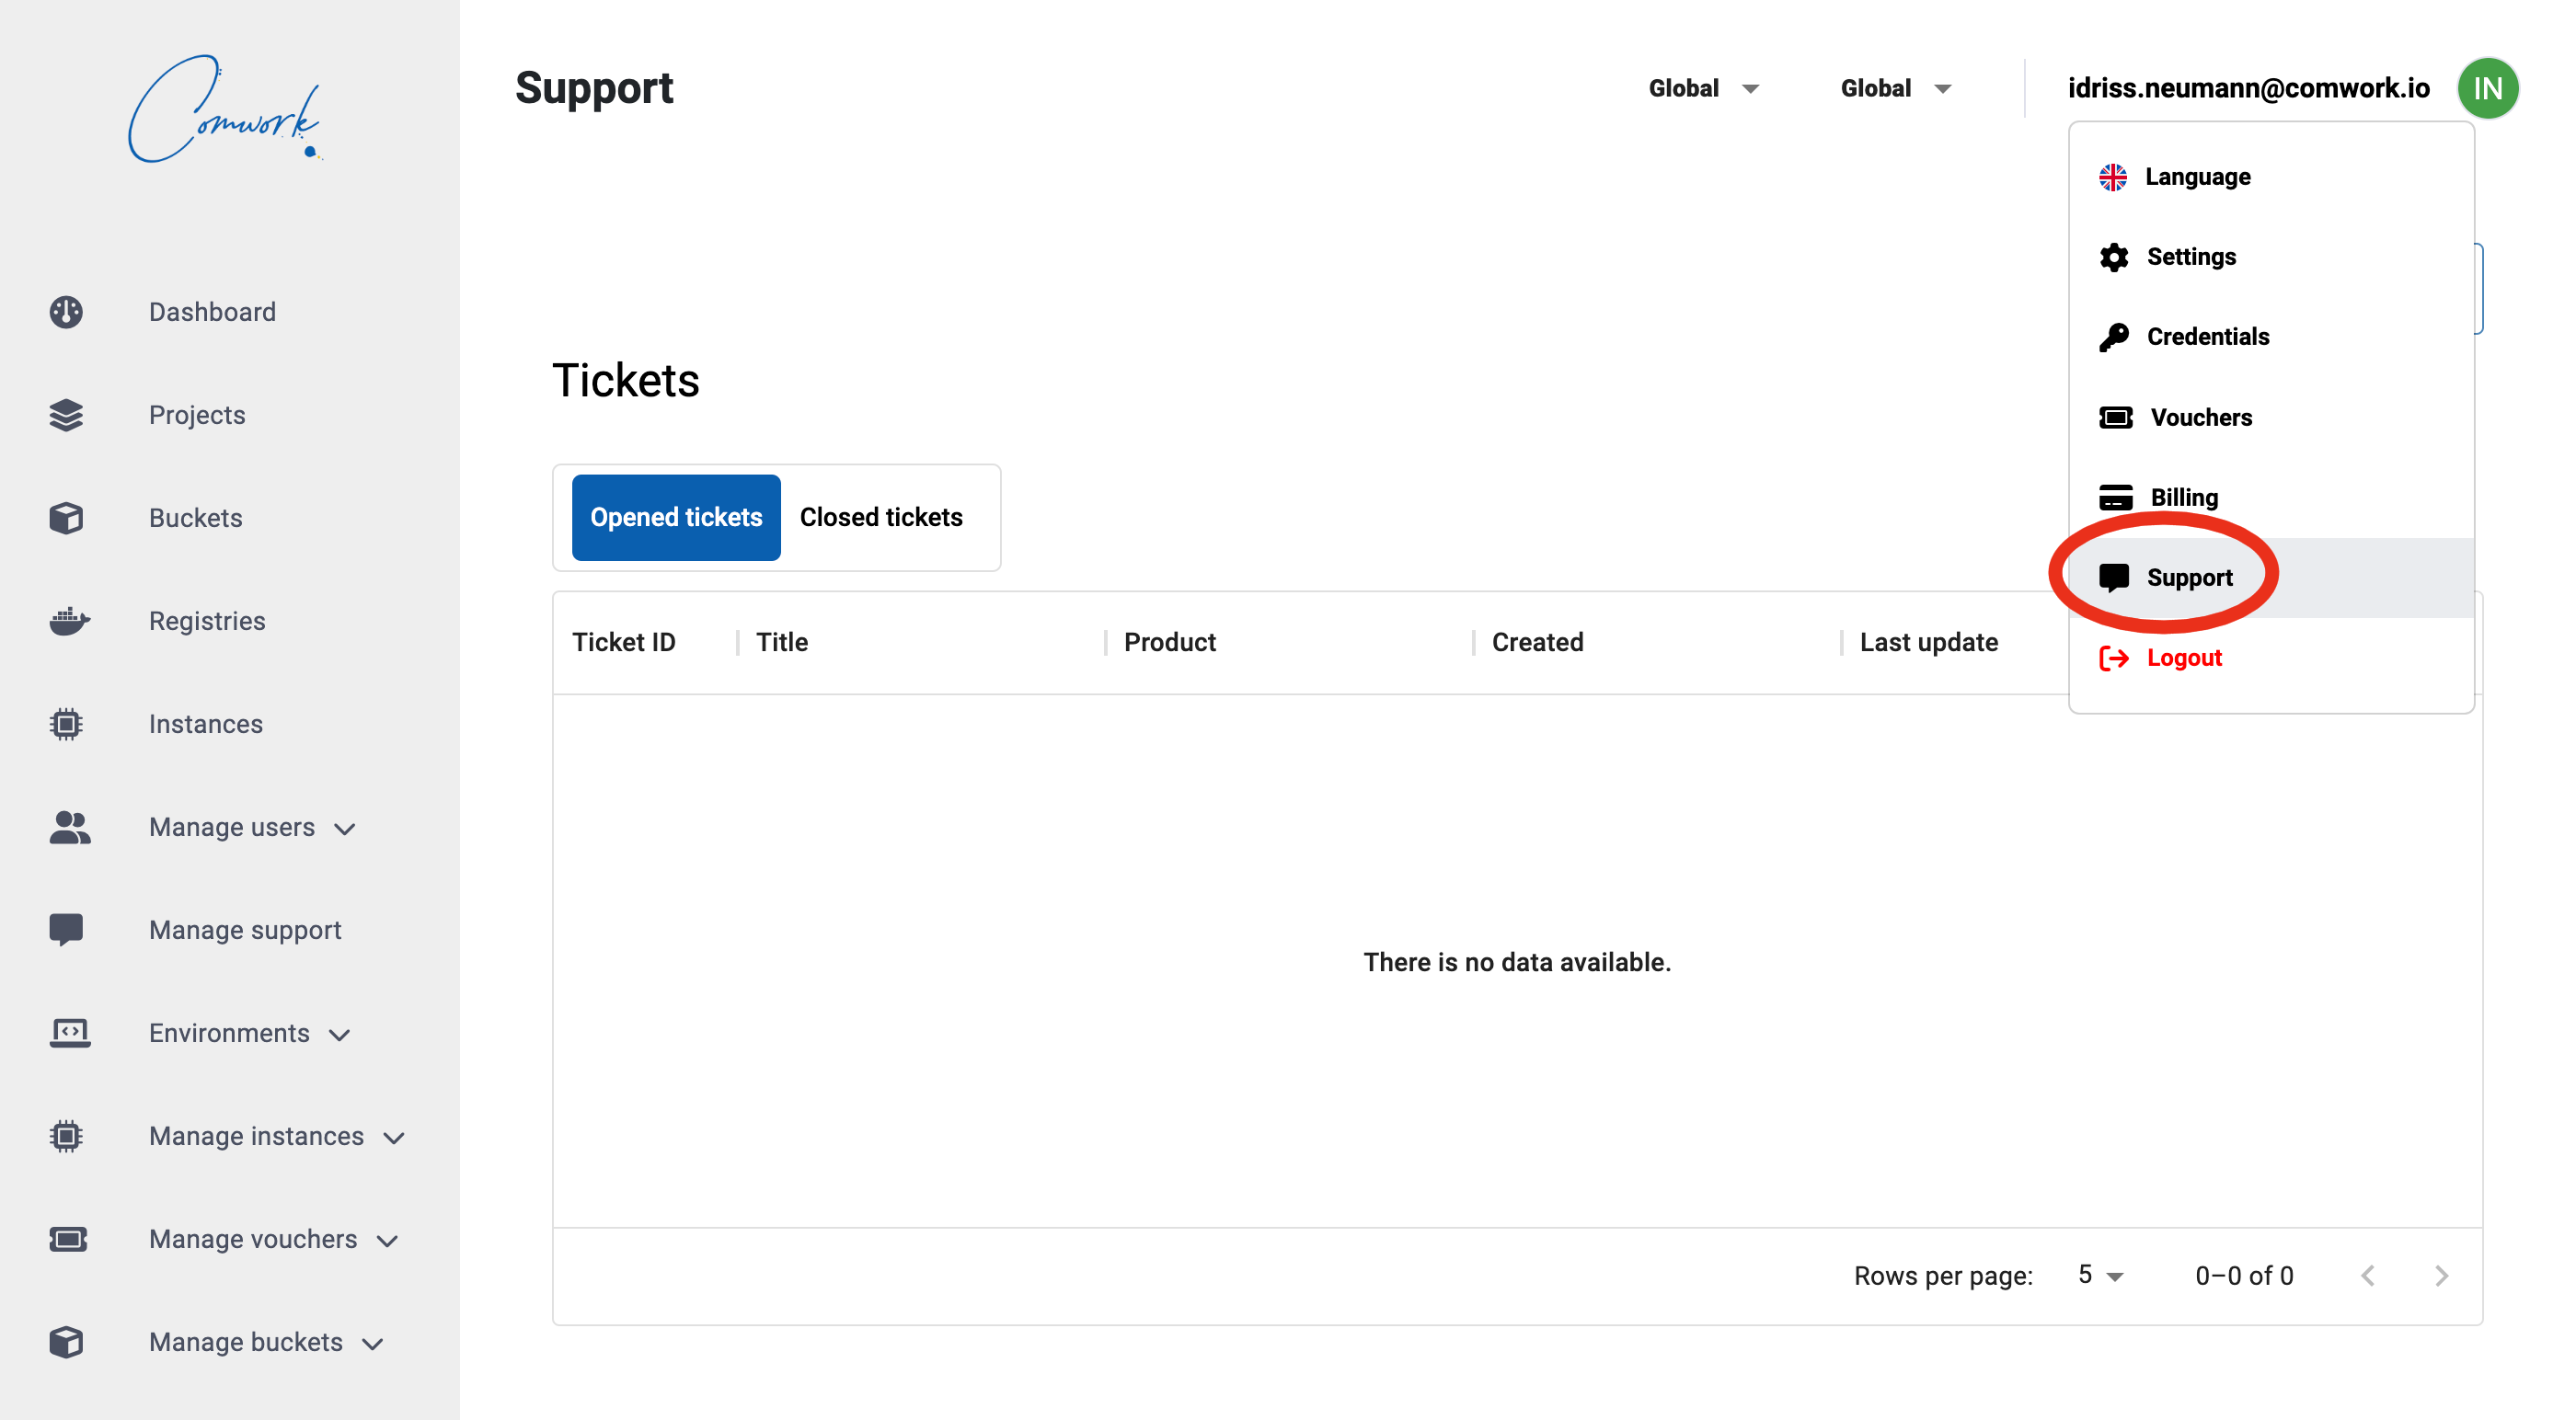 Comwork
Support
Global
Global
idriss.neumann@comwork.io
IN
Language
Settings
Credentials
Vouchers
Billing
Support
Logout
Dashboard
Projects
Buckets
Registries
Instances
Manage users
Manage support
Environments
Manage instances
Manage vouchers
Manage buckets
Tickets
Opened tickets Closed tickets
Ticket ID Title Product Created Last update
There is no data available.
Rows per page: 5 0–0 of 0